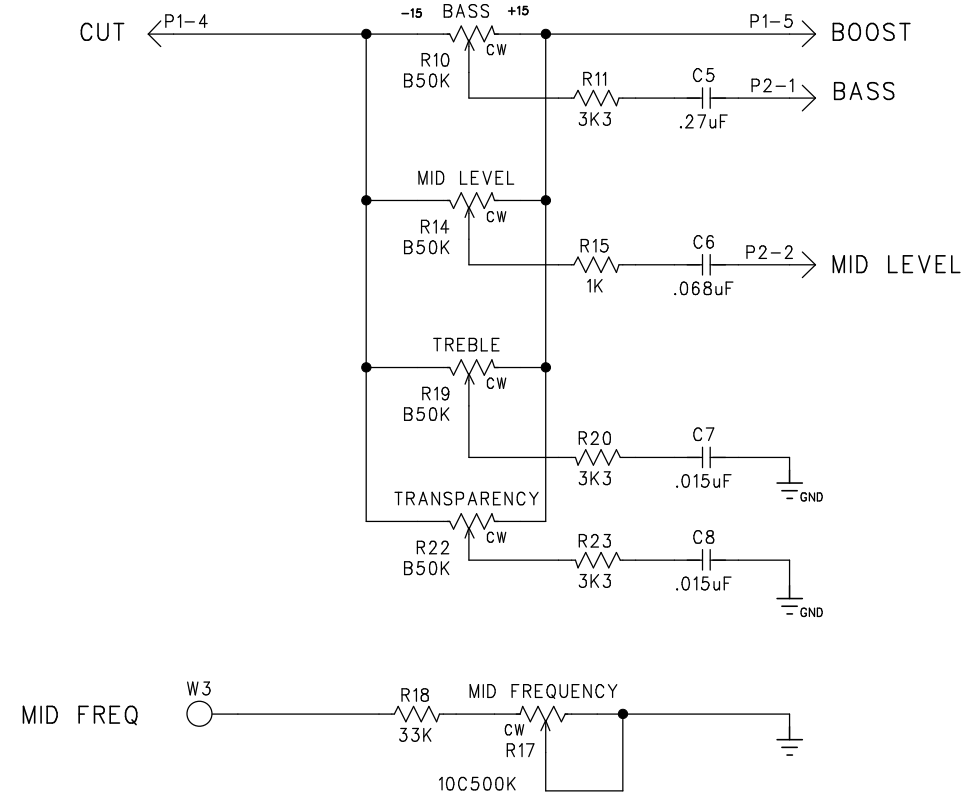 -15 BASS +15
CUT P1-4 P1-5 BOOST
CW
R10
B50K
R11 C5 P2-1 BASS
3K3 .27uF
MID LEVEL
CW
R14
B50K
R15 C6 P2-2 MID LEVEL
1K .068uF
TREBLE
CW
R19
B50K
R20 C7
3K3 .015uF
GND
TRANSPARENCY
CW
R22
B50K
R23 C8
3K3 .015uF
GND
W3 R18 MID FREQUENCY
MID FREQ
33K CW
R17
10C500K